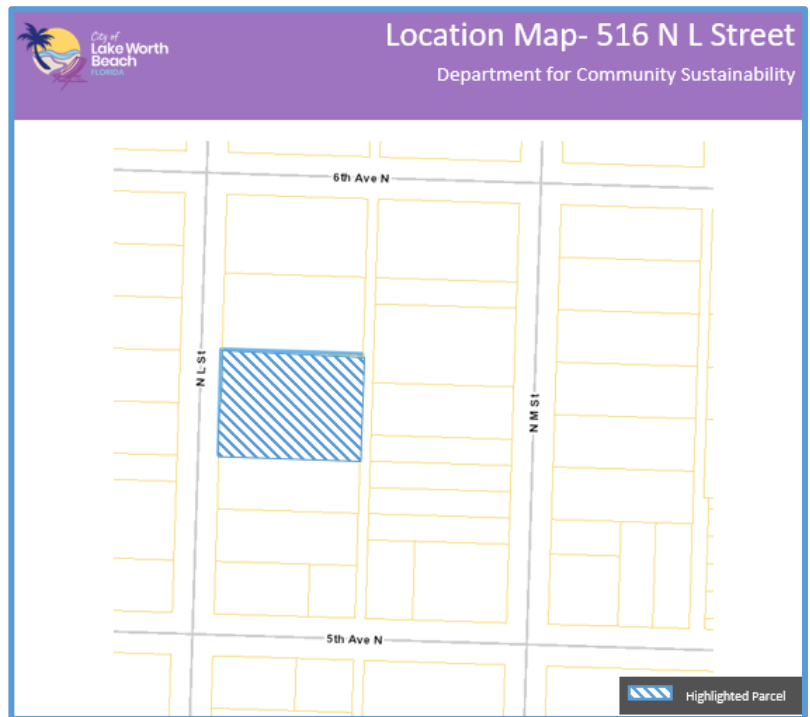 City of
Lake Worth
Beach
FLORIDA
Location Map- 516 N L Street
Department for Community Sustainability
6th Ave N
N L St
N M St
5th Ave N
Highlighted Parcel